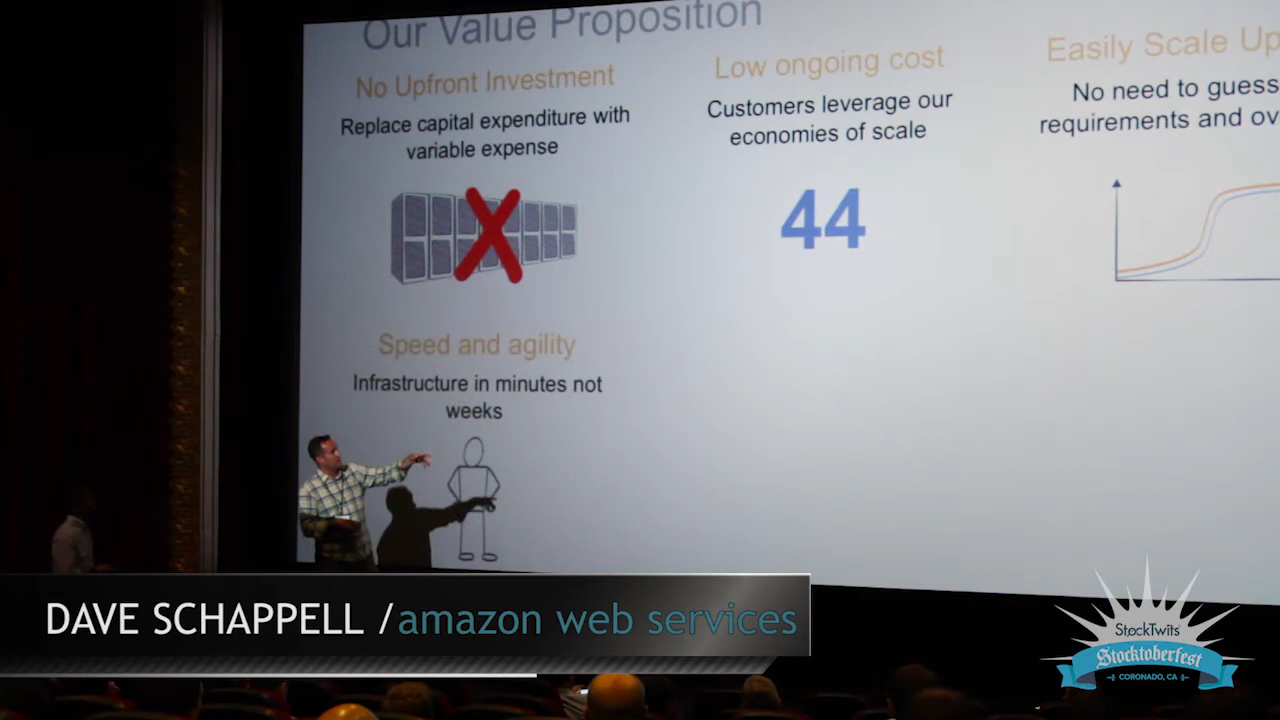 Our Value Proposition
No Upfront Investment
Replace capital expenditure with
variable expense
Low ongoing cost
Customers leverage our
economies of scale
44
Easily Scale Up
No need to guess
requirements and
Speed and agility
Infrastructure in minutes not
weeks
DAVE SCHAPPELL / amazon web services
StockTwits
Stocktoberfest
CORONADO, CA